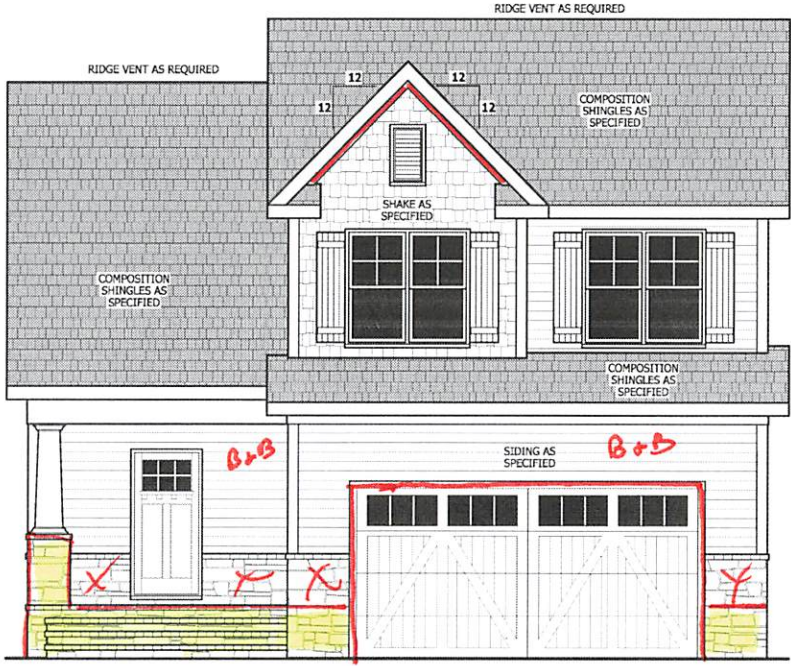 RIDGE VENT AS REQUIRED
RIDGE VENT AS REQUIRED
12
12
12
12
COMPOSITION
SHINGLES AS
SPECIFIED
SHAKE AS
SPECIFIED
COMPOSITION
SHINGLES AS
SPECIFIED
COMPOSITION
SHINGLES AS
SPECIFIED
B&B
SIDING AS
SPECIFIED
B&B
X
X
X
X